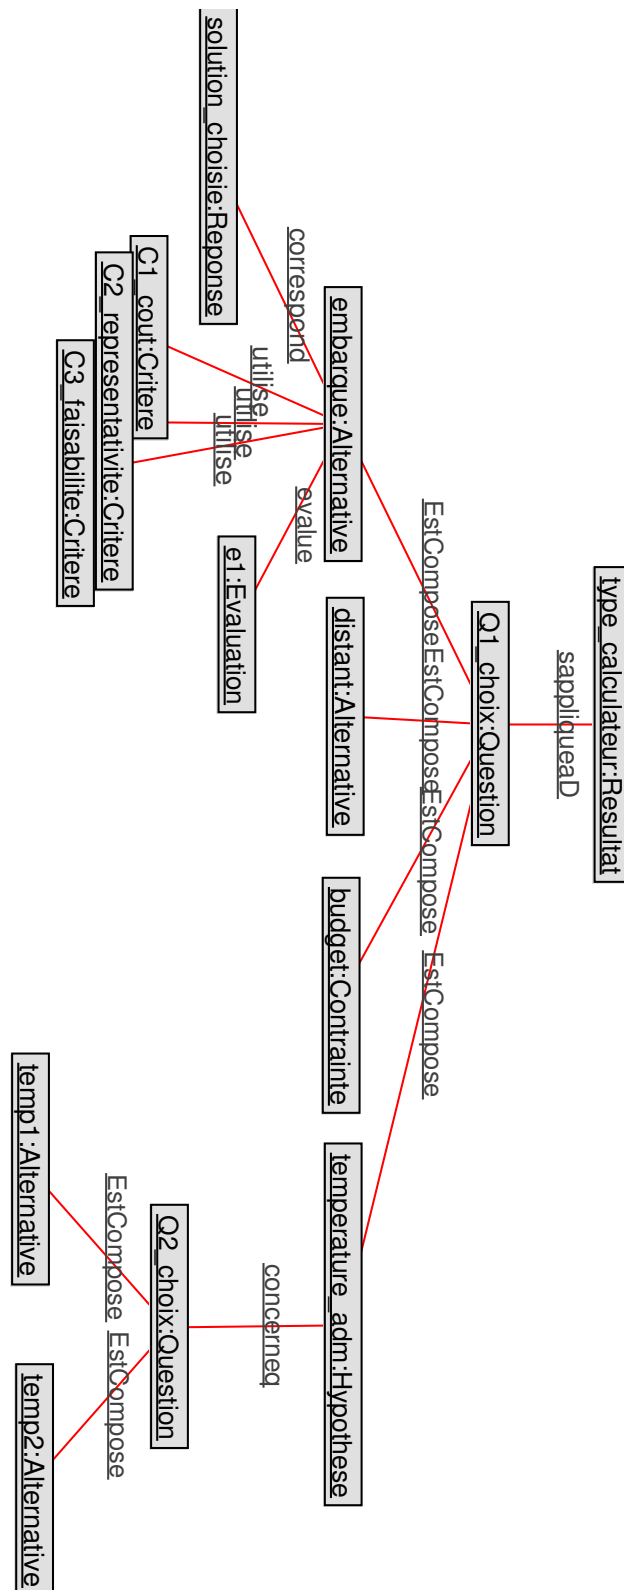 type_calculateur:Resultat
sappliqueaD
Q1_choix:Question
EstCompose
EstCompose
EstCompose
EstCompose
embarque:Alternative
distant:Alternative
budget:Contrainte
temperature_adm:Hypothese
correspond
utilise
utilise
utilise
evalue
concerneq
solution_choisie:Reponse
C1_cout:Critere
C2_representativite:Critere
C3_faisabilite:Critere
e1:Evaluation
Q2_choix:Question
EstCompose
EstCompose
temp1:Alternative
temp2:Alternative